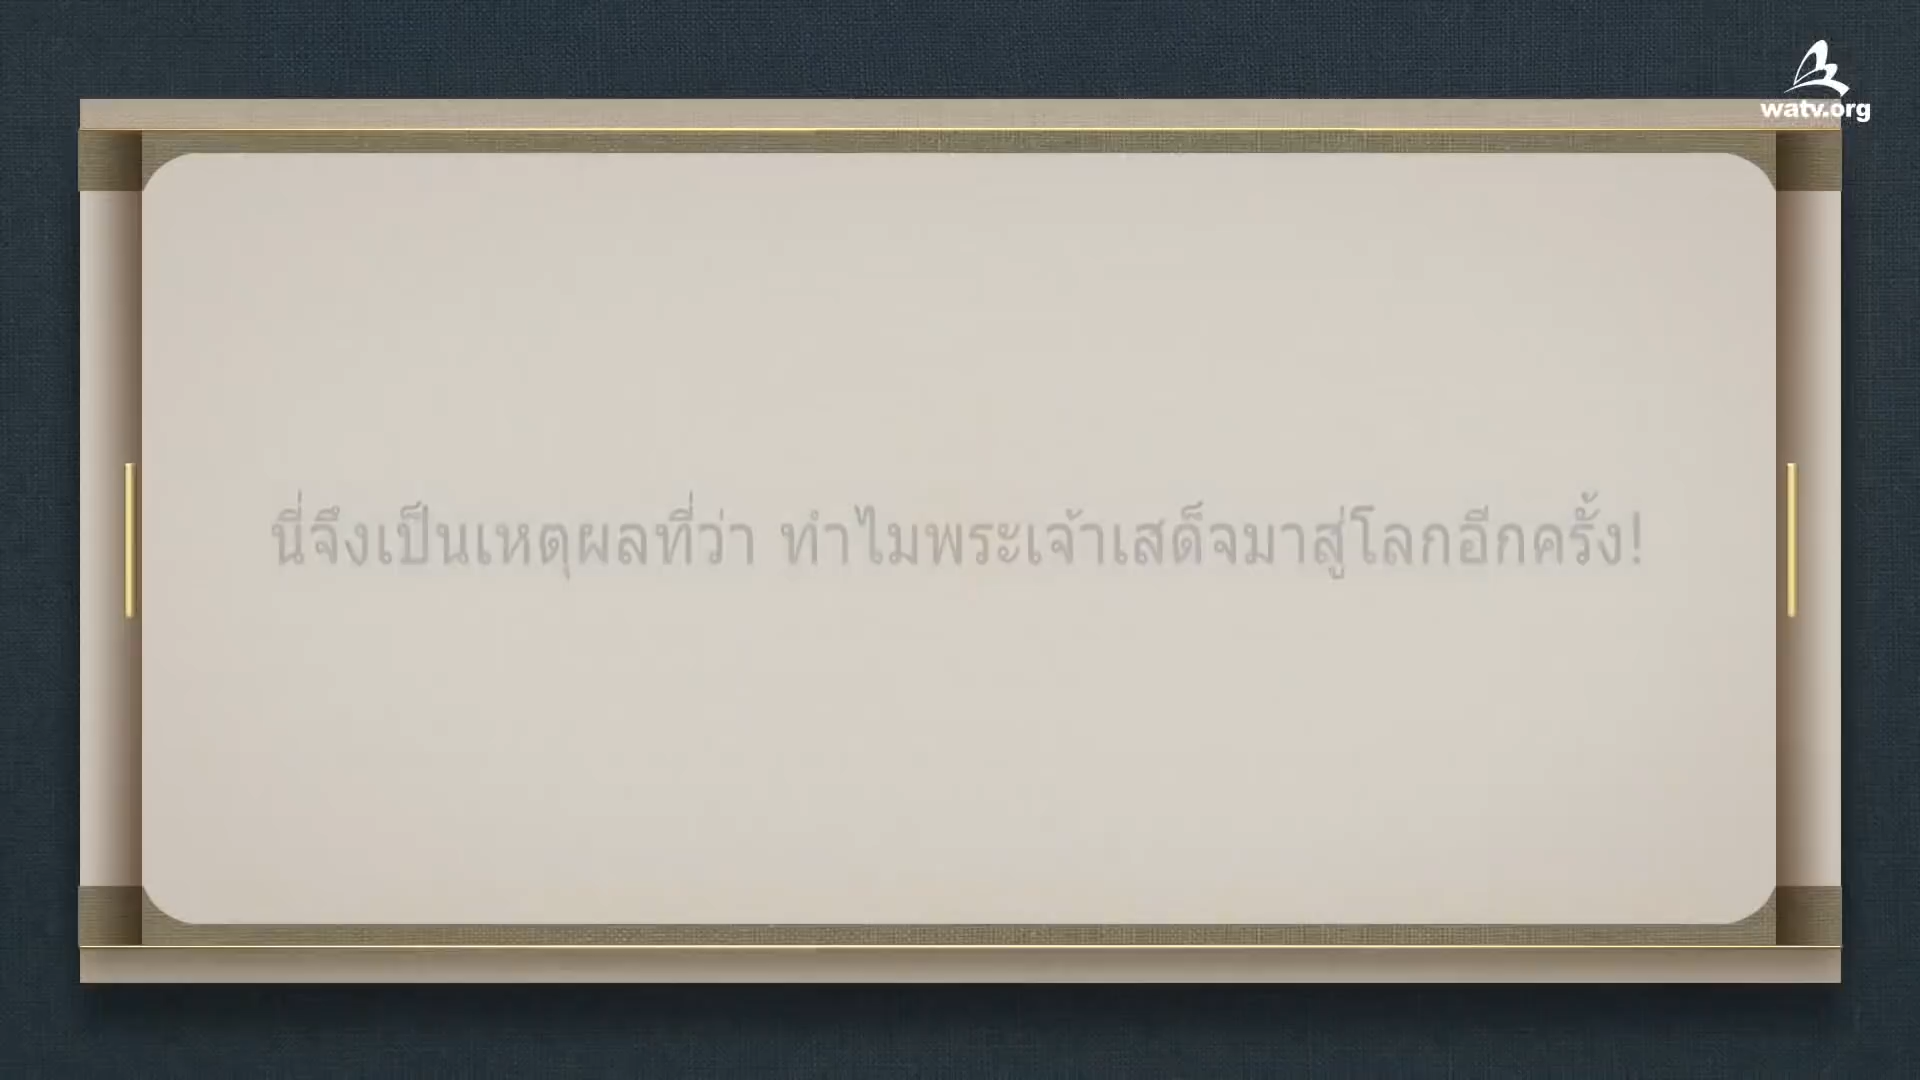 watv.org
นี่จึงเป็นเหตุผลที่ว่า ทำไมพระเจ้าเสด็จมาสู่โลกอีกครั้ง!